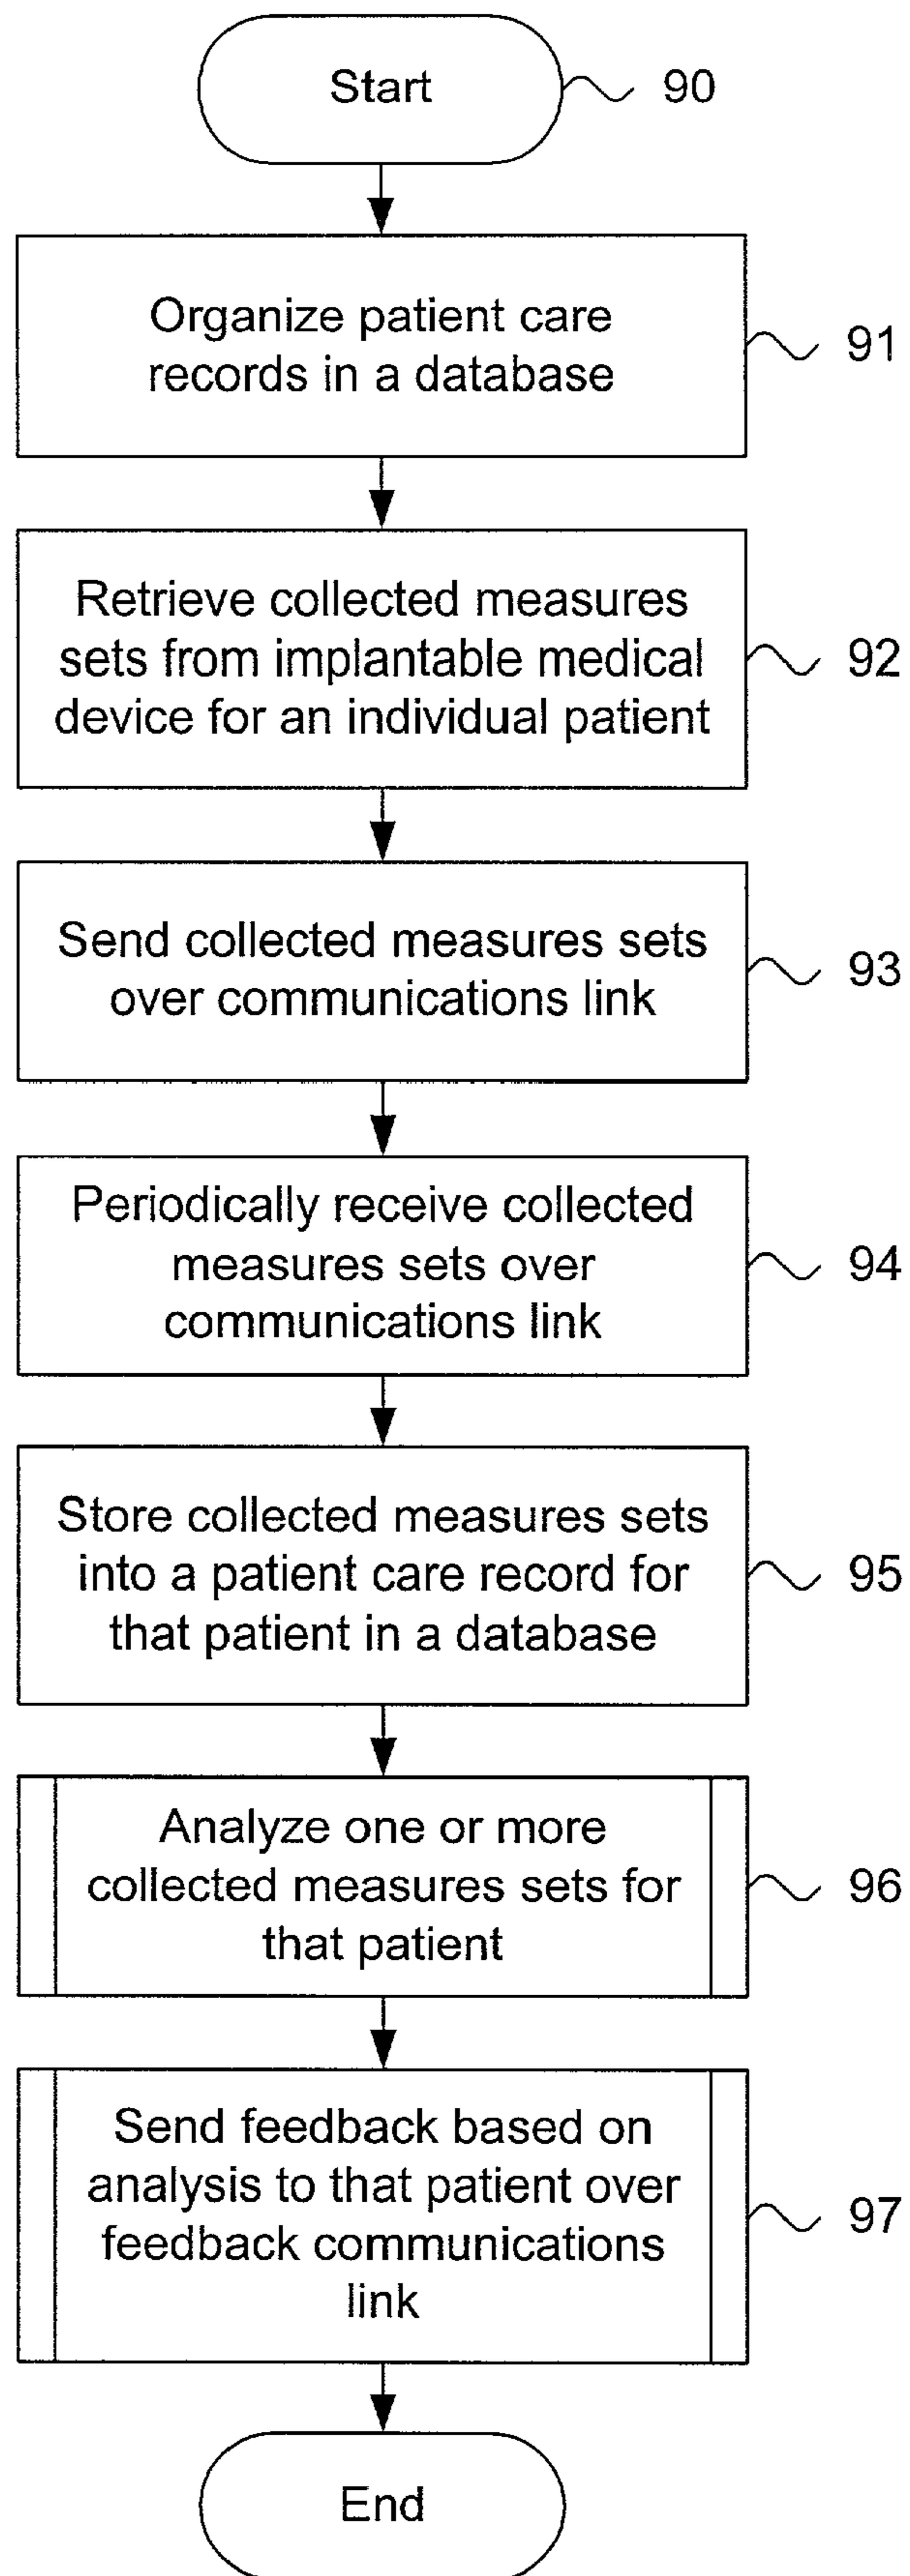 Start
90
Organize patient care
records in a database
91
Retrieve collected measures
sets from implantable medical
device for an individual patient
92
Send collected measures sets
over communications link
93
Periodically receive collected
measures sets over
communications link
94
Store collected measures sets
into a patient care record for
that patient in a database
95
Analyze one or more
collected measures sets for
that patient
96
Send feedback based on
analysis to that patient over
feedback communications
link
97
End